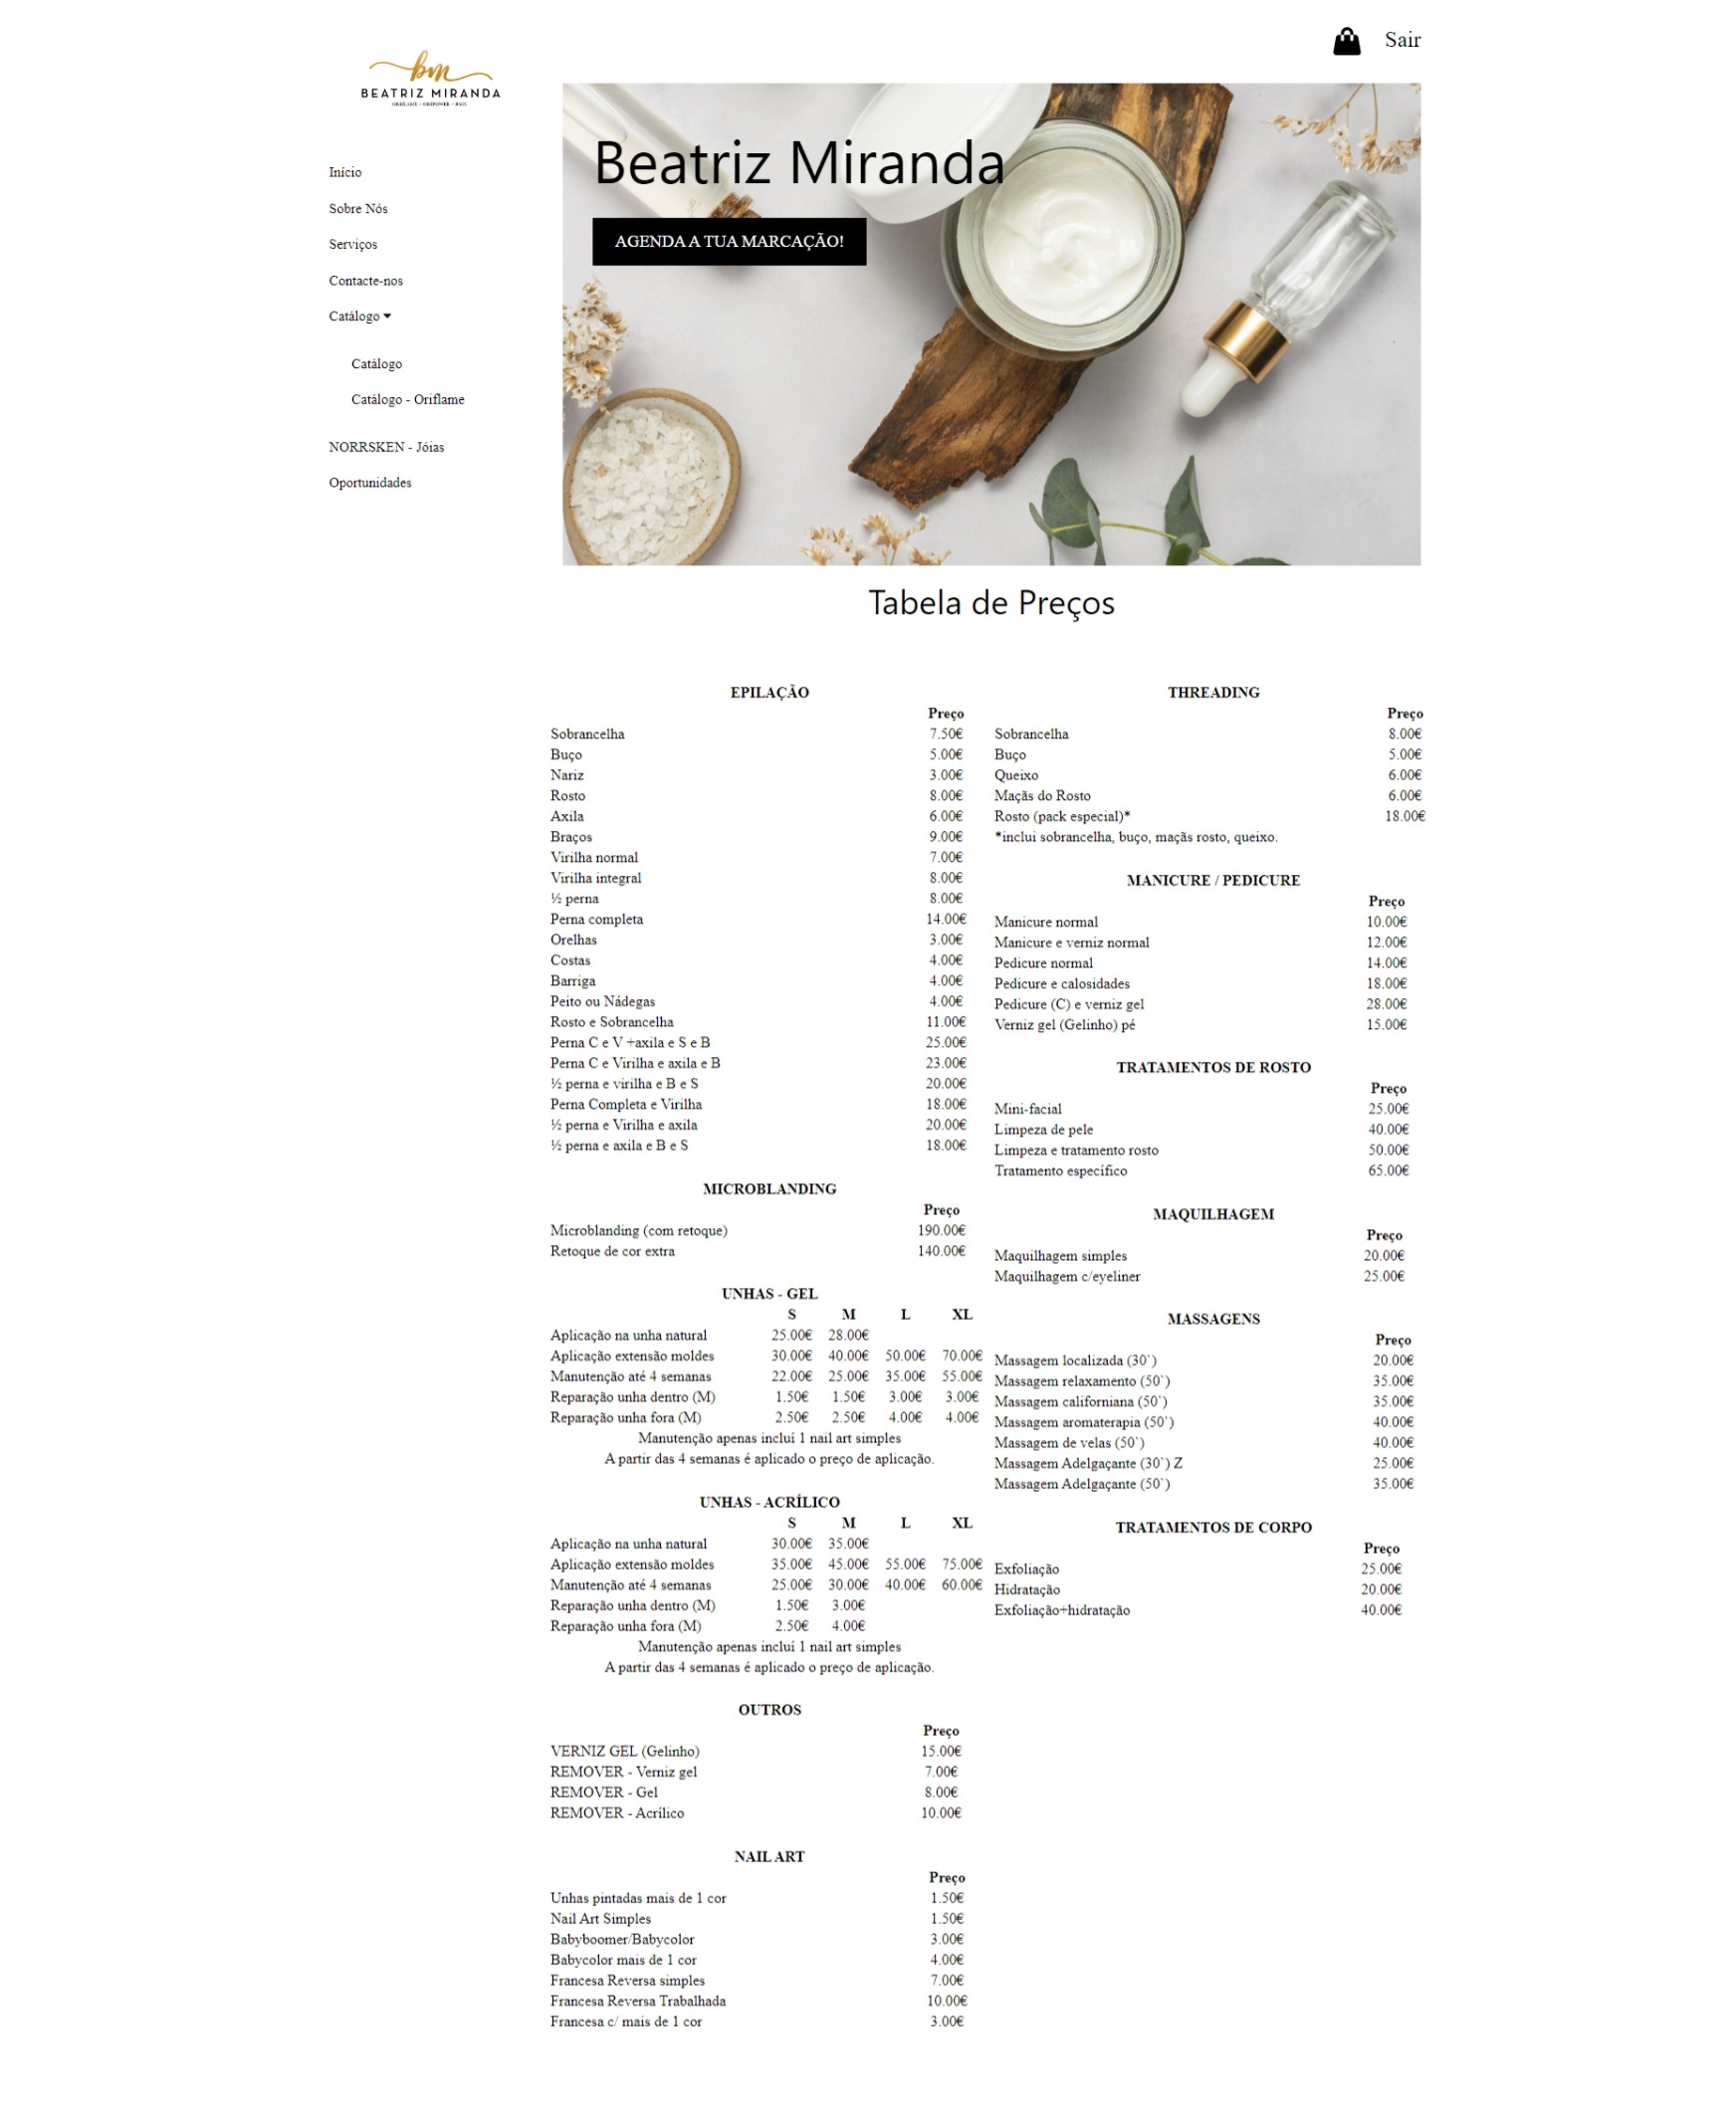 Sair
bm
BEATRIZ MIRANDA
Início
Sobre Nós
Serviços
Contacte-nos
Catálogo
Catálogo
Catálogo - Oriflame
NORRSKEN - Jóias
Oportunidades
Beatriz Miranda
AGENDA A TUA MARCAÇÃO!
Tabela de Preços
EPILAÇÃO
Preço
Sobrancelha 7.50€
Buço 5.00€
Nariz 3.00€
Rosto 8.00€
Axila 6.00€
Braços 9.00€
Virilha normal 7.00€
Virilha integral 8.00€
½ perna 8.00€
Perna completa 14.00€
Orelhas 3.00€
Costas 4.00€
Barriga 4.00€
Peito ou Nádegas 4.00€
Rosto e Sobrancelha 11.00€
Perna C e V +axila e S e B 25.00€
Perna C e Virilha e axila e B 23.00€
½ perna e virilha e B e S 20.00€
Perna Completa e Virilha 18.00€
½ perna e Virilha e axila 20.00€
½ perna e axila e B e S 18.00€
MICROBLANDING
Preço
Microblanding (com retoque) 190.00€
Retoque de cor extra 140.00€
UNHAS - GEL
S M L XL
Aplicação na unha natural 25.00€ 28.00€
Aplicação extensão moldes 30.00€ 40.00€ 50.00€ 70.00€
Manutenção até 4 semanas 22.00€ 25.00€ 35.00€ 55.00€
Reparação unha dentro (M) 1.50€ 1.50€ 3.00€ 3.00€
Reparação unha fora (M) 2.50€ 2.50€ 4.00€ 4.00€
Manutenção apenas incluí 1 nail art simples
A partir das 4 semanas é aplicado o preço de aplicação.
UNHAS - ACRÍLICO
S M L XL
Aplicação na unha natural 30.00€ 35.00€
Aplicação extensão moldes 35.00€ 45.00€ 55.00€ 75.00€
Manutenção até 4 semanas 25.00€ 30.00€ 40.00€ 60.00€
Reparação unha dentro (M) 1.50€ 3.00€
Reparação unha fora (M) 2.50€ 4.00€
Manutenção apenas incluí 1 nail art simples
A partir das 4 semanas é aplicado o preço de aplicação.
OUTROS
Preço
VERNIZ GEL (Gelinho) 15.00€
REMOVER - Verniz gel 7.00€
REMOVER - Gel 8.00€
REMOVER - Acrílico 10.00€
NAIL ART
Preço
Unhas pintadas mais de 1 cor 1.50€
Nail Art Simples 1.50€
Babyboomer/Babycolor 3.00€
Babycolor mais de 1 cor 4.00€
Francesa Reversa simples 7.00€
Francesa Reversa Trabalhada 10.00€
Francesa c/ mais de 1 cor 3.00€
THREADING
Preço
Sobrancelha 8.00€
Buço 5.00€
Queixo 6.00€
Maçãs do Rosto 6.00€
Rosto (pack especial)* 18.00€
*inclui sobrancelha, buço, maçãs rosto, queixo.
MANICURE / PEDICURE
Preço
Manicure normal 10.00€
Manicure e verniz normal 12.00€
Pedicure normal 14.00€
Pedicure e calosidades 18.00€
Pedicure (C) e verniz gel 28.00€
Verniz gel (Gelinho) pé 15.00€
TRATAMENTOS DE ROSTO
Preço
Mini-facial 25.00€
Limpeza de pele 40.00€
Limpeza e tratamento rosto 50.00€
Tratamento específico 65.00€
MAQUILHAGEM
Preço
Maquilhagem simples 20.00€
Maquilhagem c/eyeliner 25.00€
MASSAGENS
Preço
Massagem localizada (30`) 20.00€
Massagem relaxamento (50`) 35.00€
Massagem californiana (50`) 35.00€
Massagem aromaterapia (50`) 40.00€
Massagem de velas (50`) 40.00€
Massagem Adelgaçante (30`) Z 25.00€
Massagem Adelgaçante (50`) 35.00€
TRATAMENTOS DE CORPO
Preço
Exfoliação 25.00€
Hidratação 20.00€
Exfoliação+hidratação 40.00€